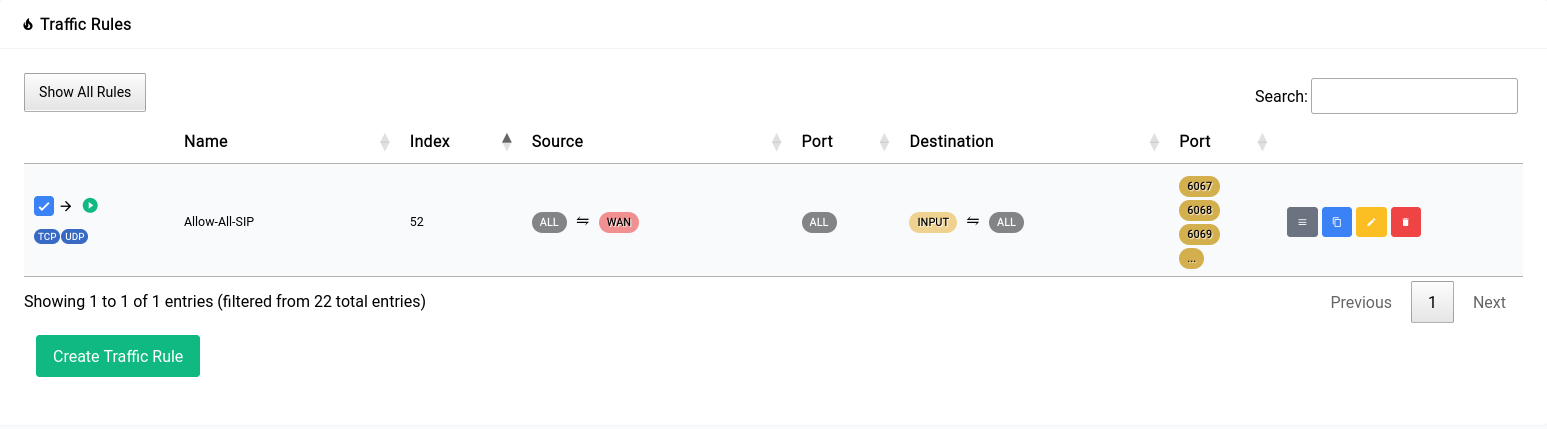 Traffic Rules
Show All Rules
Search:
Name Index Source Port Destination Port
TCP UDP
Allow-All-SIP 52 ALL ⇋ WAN ALL INPUT ⇋ ALL
6067
6068
6069
...
Showing 1 to 1 of 1 entries (filtered from 22 total entries)
Previous 1 Next
Create Traffic Rule